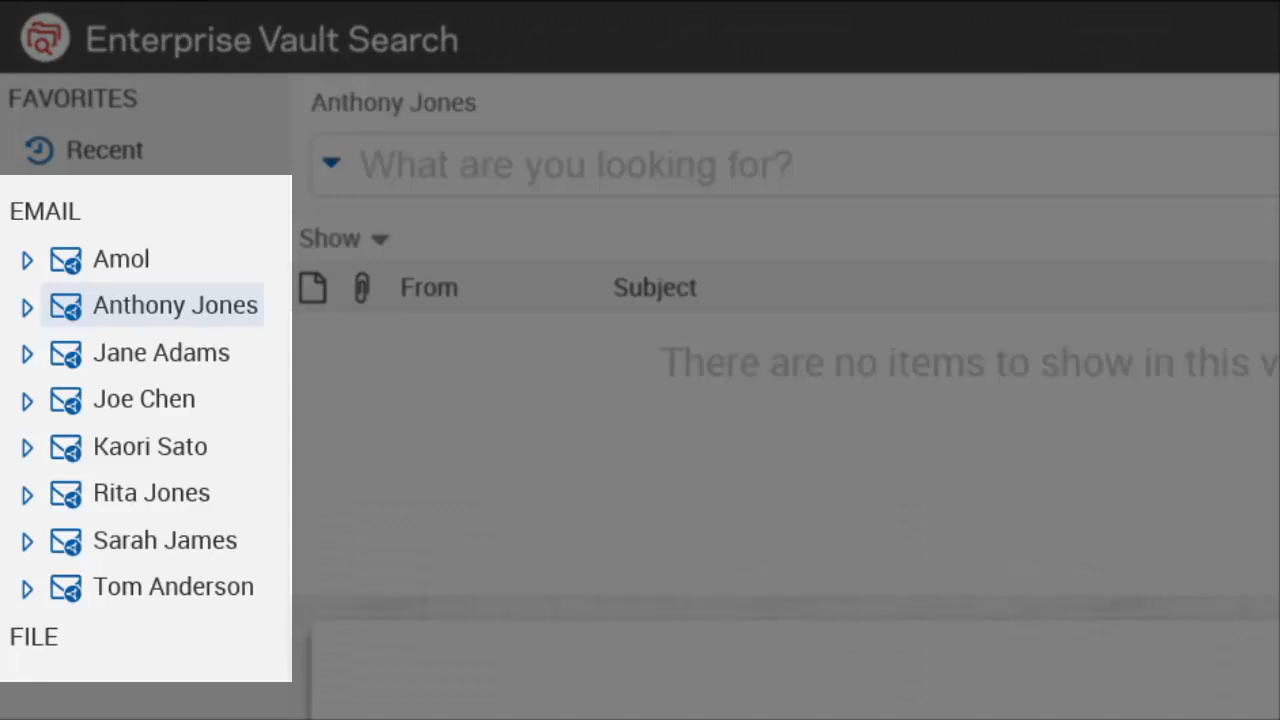 Enterprise Vault Search
FAVORITES
Recent
EMAIL
Amol
Anthony Jones
Jane Adams
Joe Chen
Kaori Sato
Rita Jones
Sarah James
Tom Anderson
FILE
Anthony Jones
What are you looking for?
Show
From Subject
There are no items to show in this v